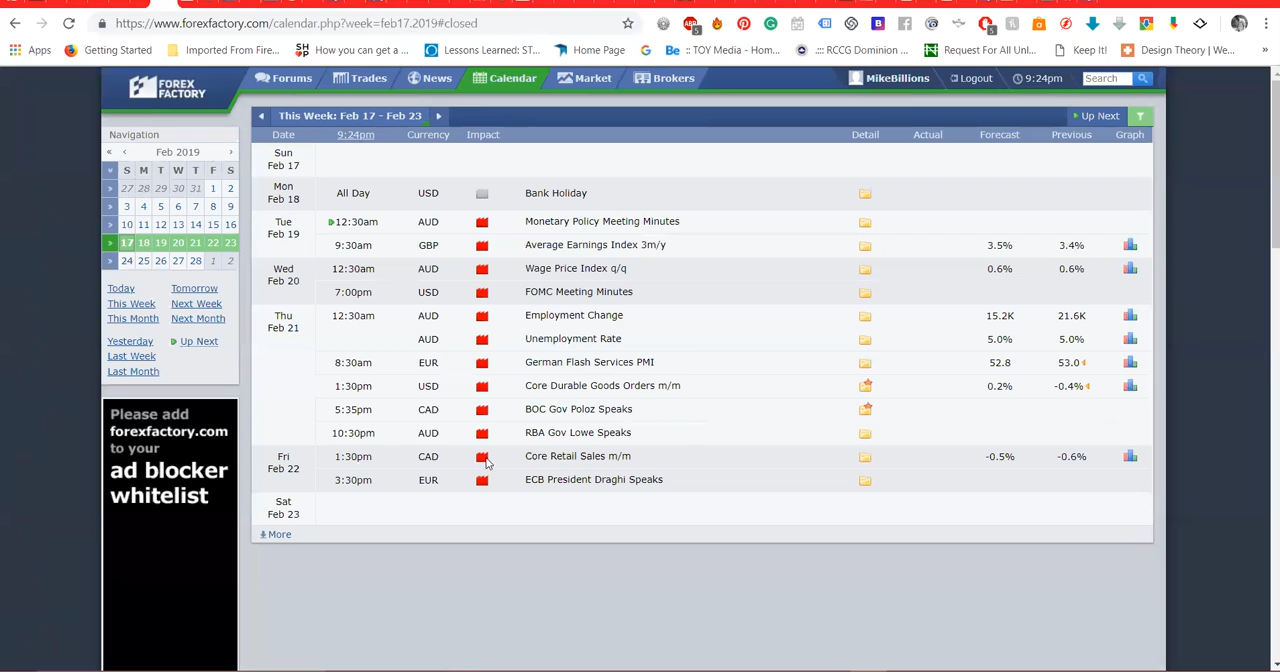 https://www.forexfactory.com/calendar.php?week=feb17.2019#closed
Apps Getting Started Imported From Fire... How you can get a ... Lessons Learned: ST... Home Page Be .:: TOY Media - Hom... .::: RCCG Dominion ... Request For All Unl... Keep It! Design Theory | We... »
FOREX FACTORY
Forums Trades News Calendar Market Brokers MikeBillions Logout 9:24pm Search
Navigation
« ‹ Feb 2019 ›
S M T W T F S
» 27 28 29 30 31 1 2
» 3 4 5 6 7 8 9
» 10 11 12 13 14 15 16
» 17 18 19 20 21 22 23
» 24 25 26 27 28 1 2
Today Tomorrow
This Week Next Week
This Month Next Month
Yesterday Up Next
Last Week
Last Month
Please add
forexfactory.com
to your
ad blocker
whitelist
This Week: Feb 17 - Feb 23 Up Next
Date 9:24pm Currency Impact Detail Actual Forecast Previous Graph
Sun
Feb 17
Mon
Feb 18 All Day USD Bank Holiday
Tue
Feb 19 12:30am AUD Monetary Policy Meeting Minutes
9:30am GBP Average Earnings Index 3m/y 3.5% 3.4%
Wed
Feb 20 12:30am AUD Wage Price Index q/q 0.6% 0.6%
7:00pm USD FOMC Meeting Minutes
Thu
Feb 21 12:30am AUD Employment Change 15.2K 21.6K
AUD Unemployment Rate 5.0% 5.0%
8:30am EUR German Flash Services PMI 52.8 53.0
1:30pm USD Core Durable Goods Orders m/m 0.2% -0.4%
5:35pm CAD BOC Gov Poloz Speaks
10:30pm AUD RBA Gov Lowe Speaks
Fri
Feb 22 1:30pm CAD Core Retail Sales m/m -0.5% -0.6%
3:30pm EUR ECB President Draghi Speaks
Sat
Feb 23
More